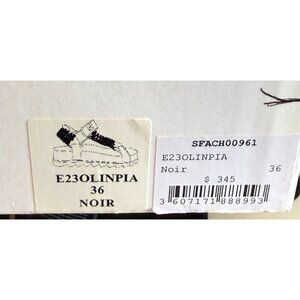 E23OLINPIA
36
NOIR
SFACH00961
E23OLINPIA
Noir 36
$ 345
3 607171 888993